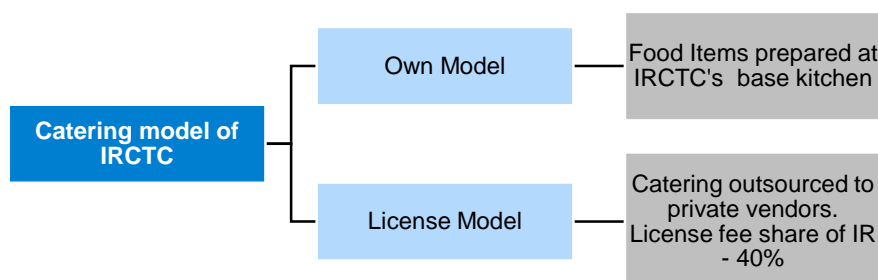 Catering model of
IRCTC
Own Model
Food Items prepared at
IRCTC's base kitchen
License Model
Catering outsourced to
private vendors.
License fee share of IR
- 40%